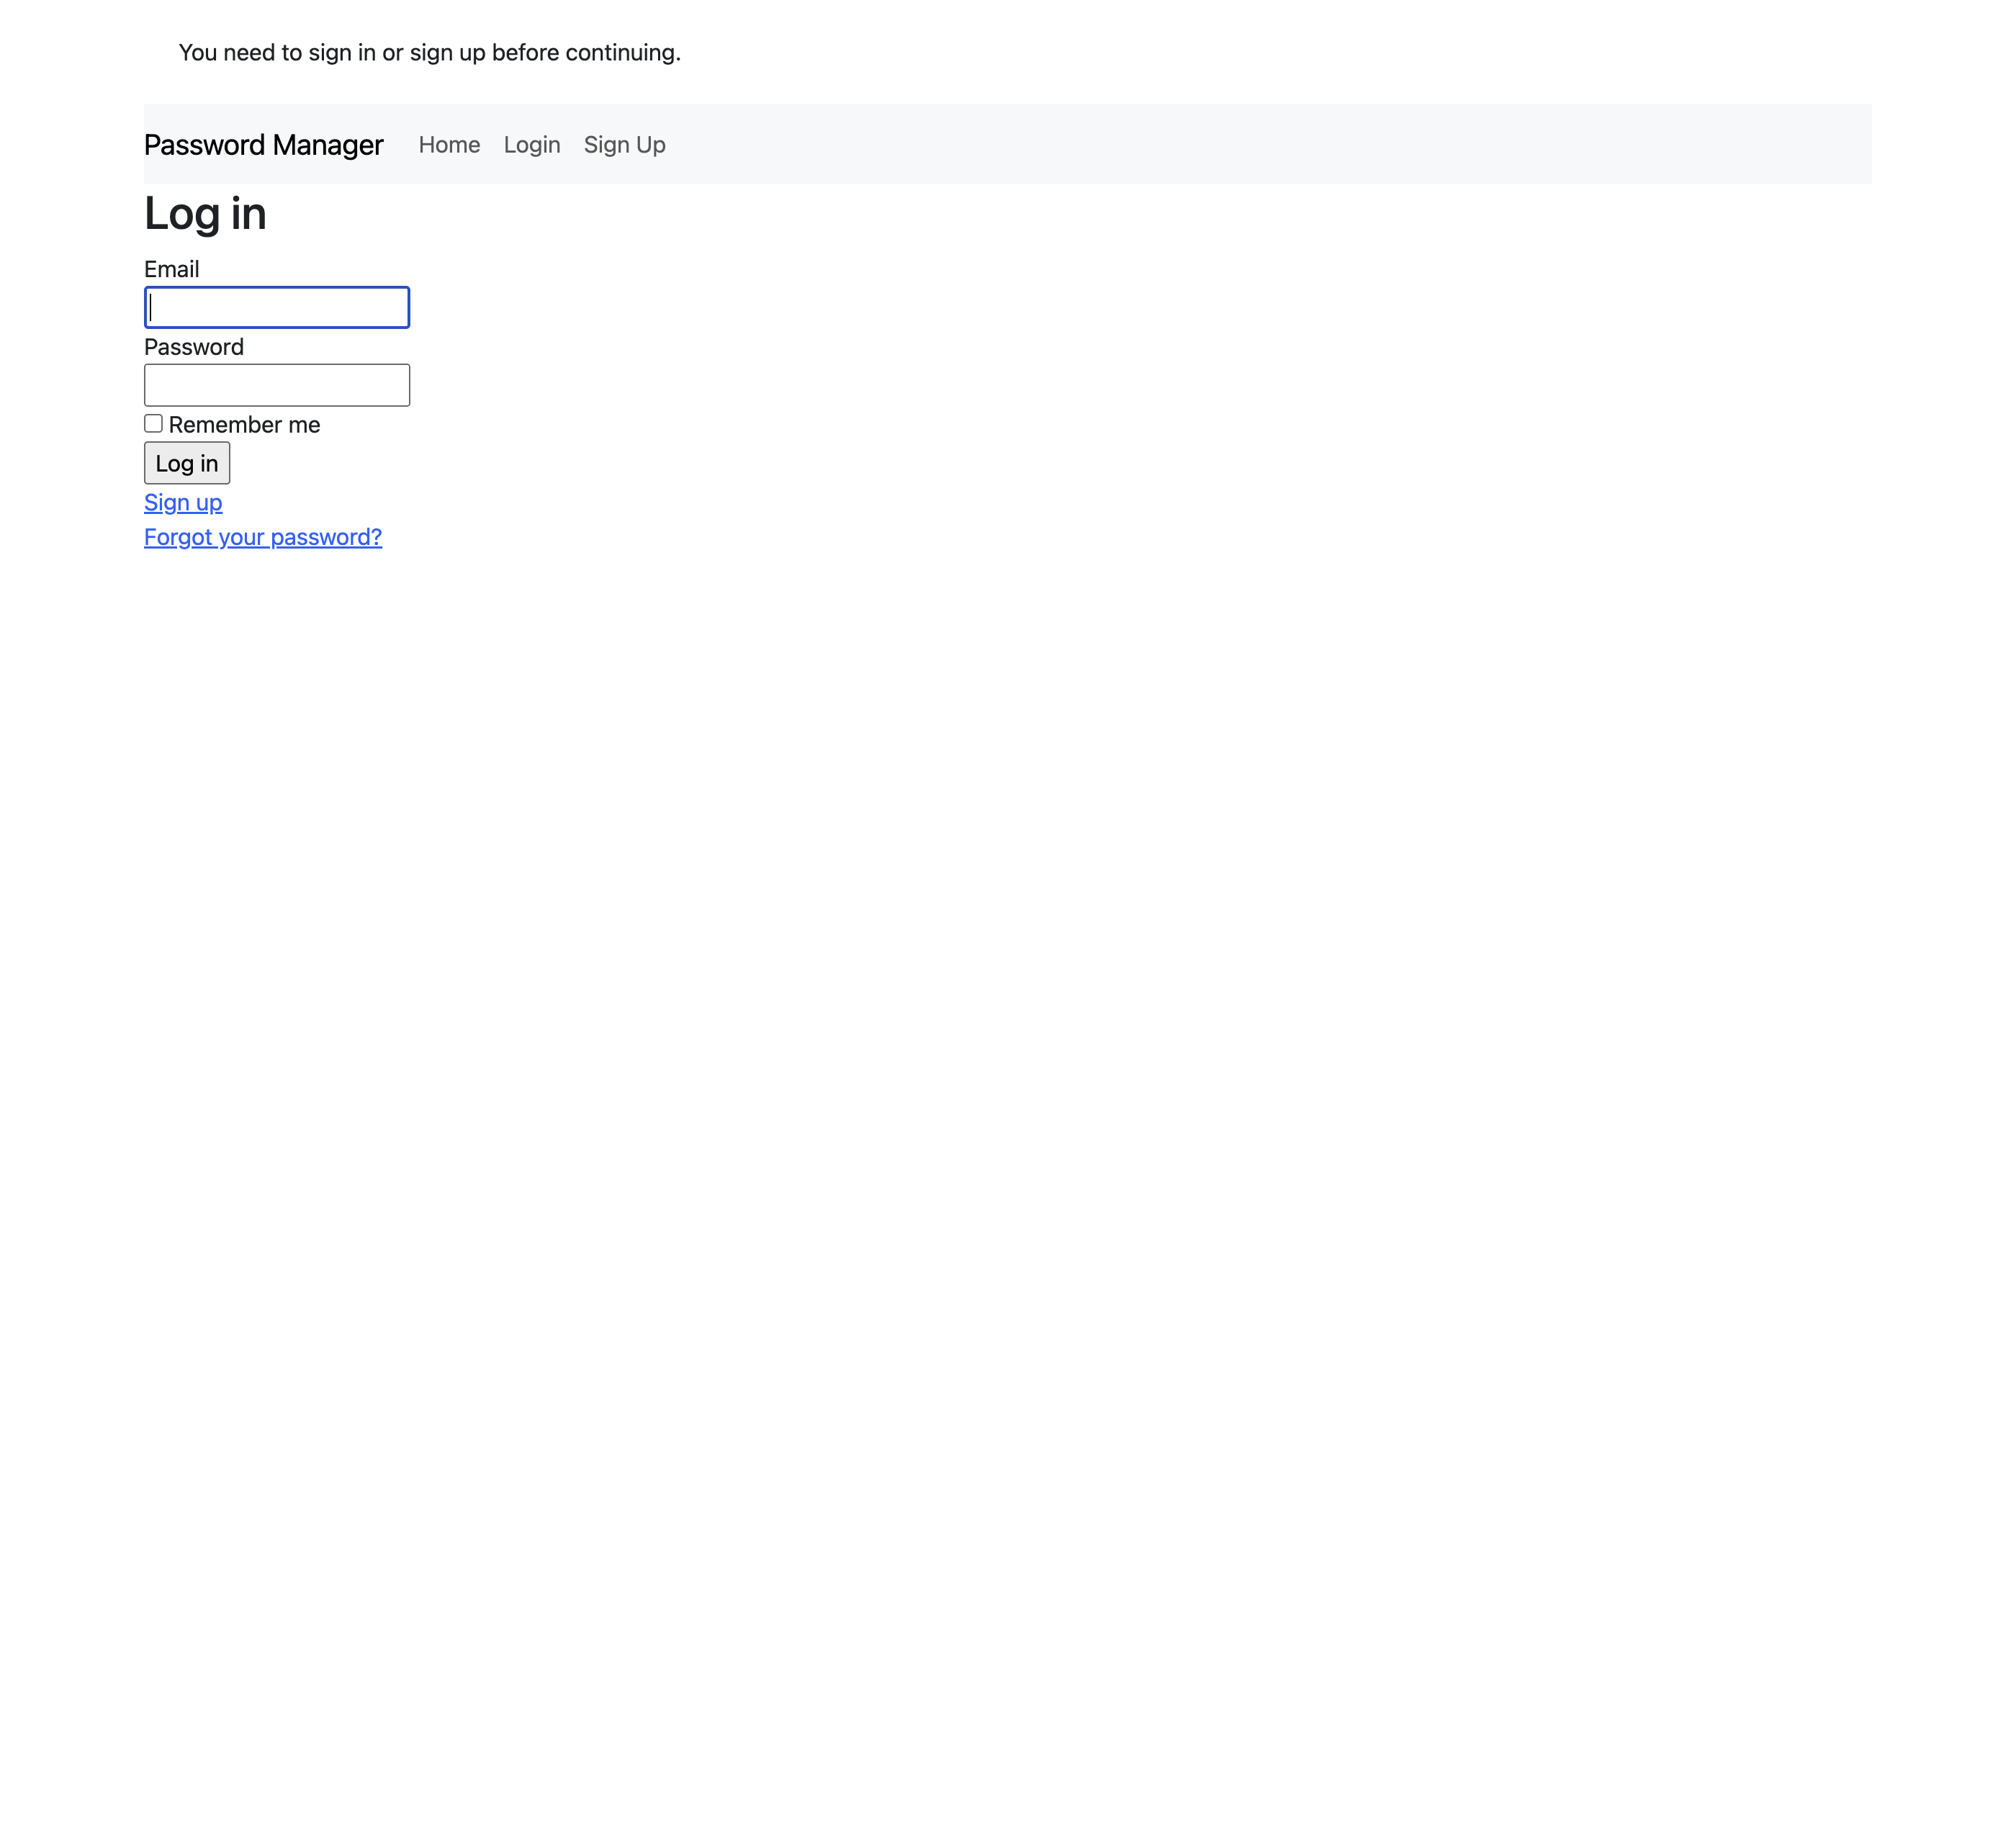 You need to sign in or sign up before continuing.
Password Manager Home Login Sign Up
Log in
Email
Password
Remember me
Log in
Sign up
Forgot your password?